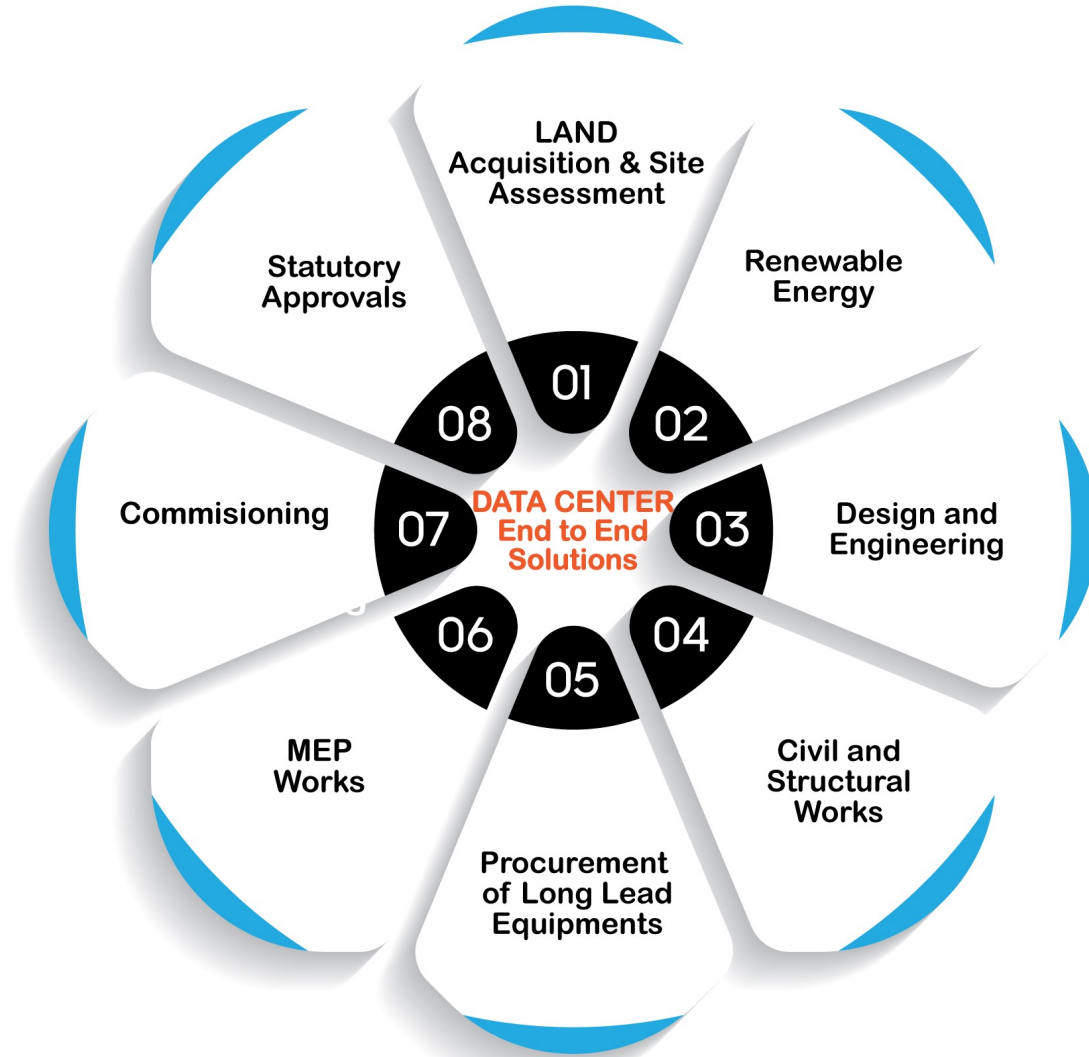 LAND
Acquisition & Site
Assessment
01
Renewable
Energy
02
Design and
Engineering
03
Civil and
Structural
Works
04
Procurement
of Long Lead
Equipments
05
MEP
Works
06
Commisioning
07
Statutory
Approvals
08
DATA CENTER
End to End
Solutions